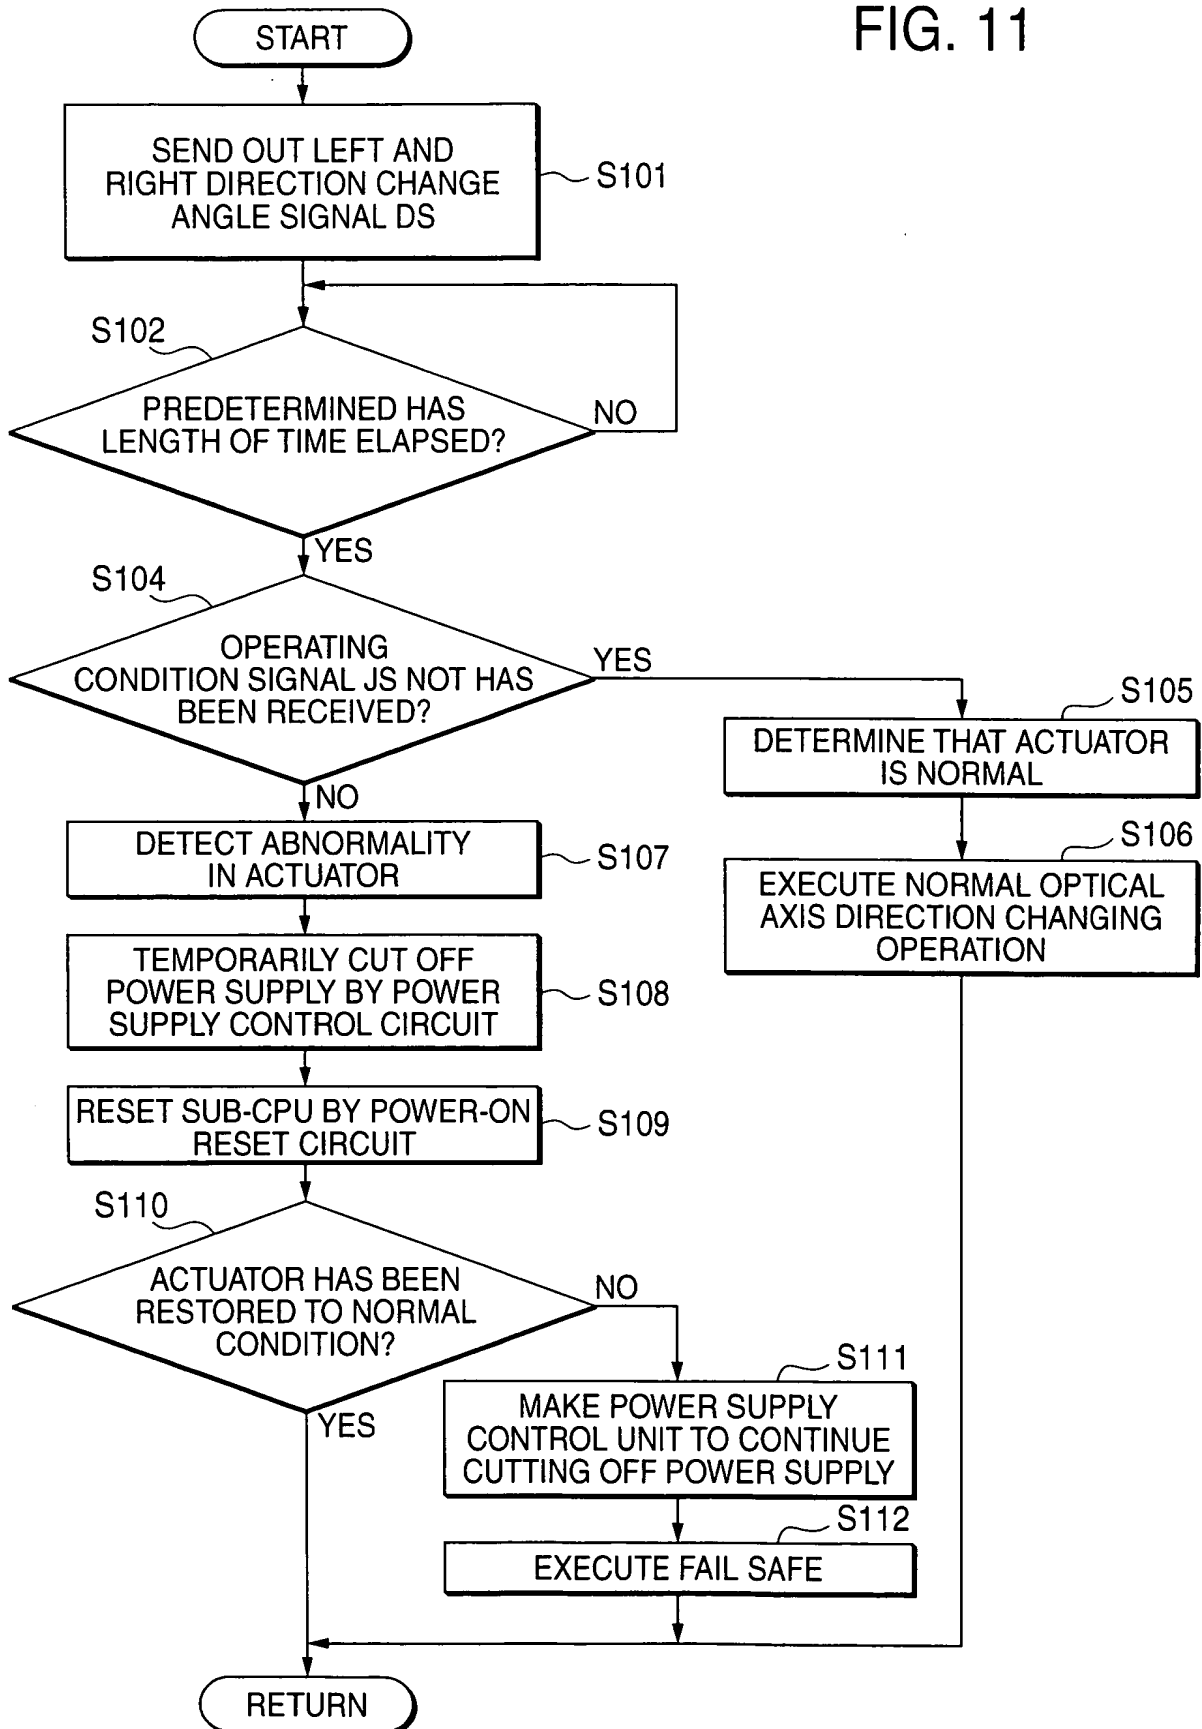 FIG. 11
START
SEND OUT LEFT AND
RIGHT DIRECTION CHANGE
ANGLE SIGNAL DS
S101
S102
PREDETERMINED HAS
LENGTH OF TIME ELAPSED?
NO
YES
S104
OPERATING
CONDITION SIGNAL JS NOT HAS
BEEN RECEIVED?
YES
NO
S105
DETERMINE THAT ACTUATOR
IS NORMAL
S106
EXECUTE NORMAL OPTICAL
AXIS DIRECTION CHANGING
OPERATION
DETECT ABNORMALITY
IN ACTUATOR
S107
TEMPORARILY CUT OFF
POWER SUPPLY BY POWER
SUPPLY CONTROL CIRCUIT
S108
RESET SUB-CPU BY POWER-ON
RESET CIRCUIT
S109
S110
ACTUATOR HAS BEEN
RESTORED TO NORMAL
CONDITION?
NO
YES
S111
MAKE POWER SUPPLY
CONTROL UNIT TO CONTINUE
CUTTING OFF POWER SUPPLY
S112
EXECUTE FAIL SAFE
RETURN